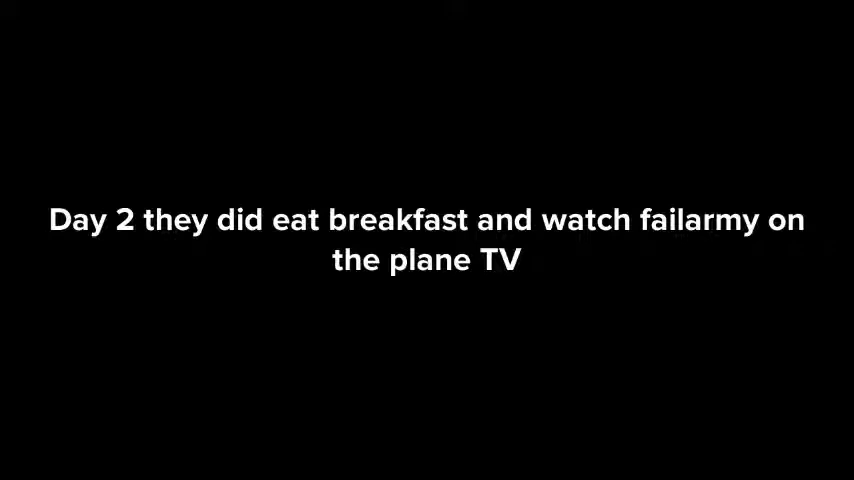 Day 2 they did eat breakfast and watch failarmy on
the plane TV